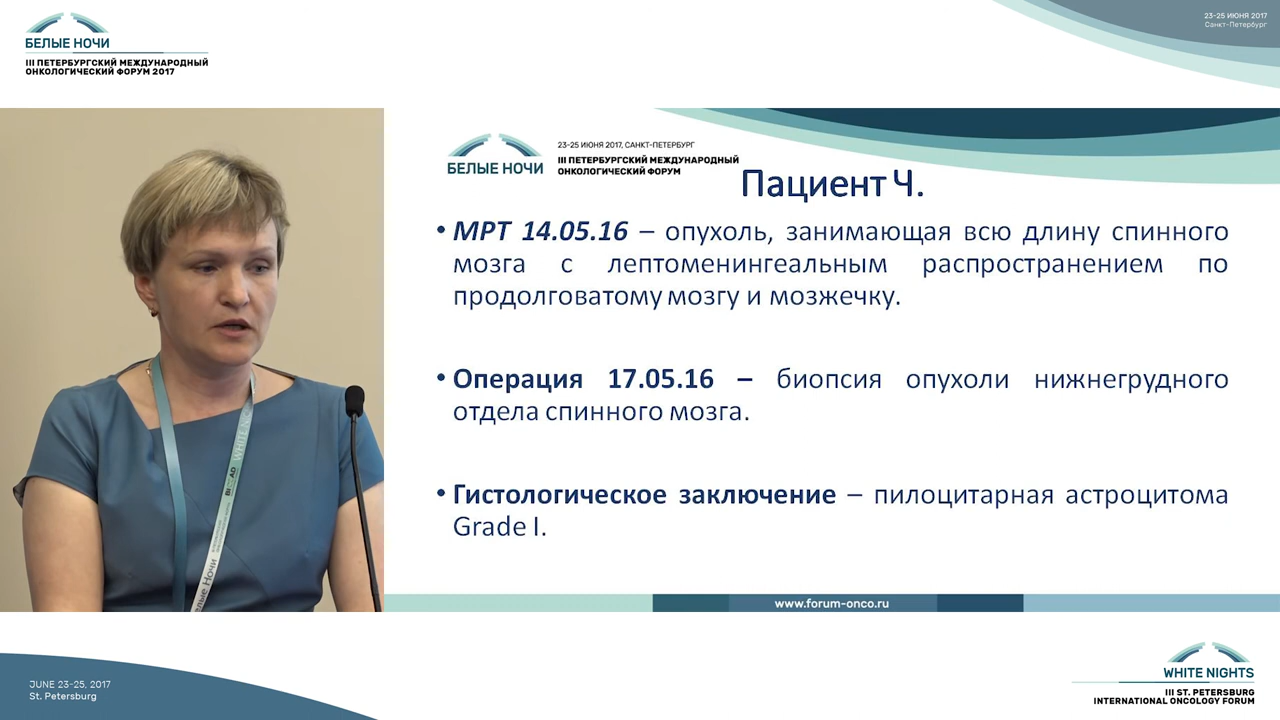 БЕЛЫЕ НОЧИ
III ПЕТЕРБУРГСКИЙ МЕЖДУНАРОДНЫЙ
ОНКОЛОГИЧЕСКИЙ ФОРУМ 2017
23-25 ИЮНЯ 2017
Санкт-Петербург
БЕЛЫЕ НОЧИ
23-25 ИЮНЯ 2017, САНКТ-ПЕТЕРБУРГ
III ПЕТЕРБУРГСКИЙ МЕЖДУНАРОДНЫЙ
ОНКОЛОГИЧЕСКИЙ ФОРУМ
Пациент Ч.
• МРТ 14.05.16 – опухоль, занимающая всю длину спинного
мозга с лептоменингеальным распространением по
продолговатому мозгу и мозжечку.
• Операция 17.05.16 – биопсия опухоли нижнегрудного
отдела спинного мозга.
• Гистологическое заключение – пилоцитарная астроцитома
Grade I.
www.forum-onco.ru
WHITE
Ночи
JUNE 23-25, 2017
St. Petersburg
WHITE NIGHTS
III ST. PETERSBURG
INTERNATIONAL ONCOLOGY FORUM